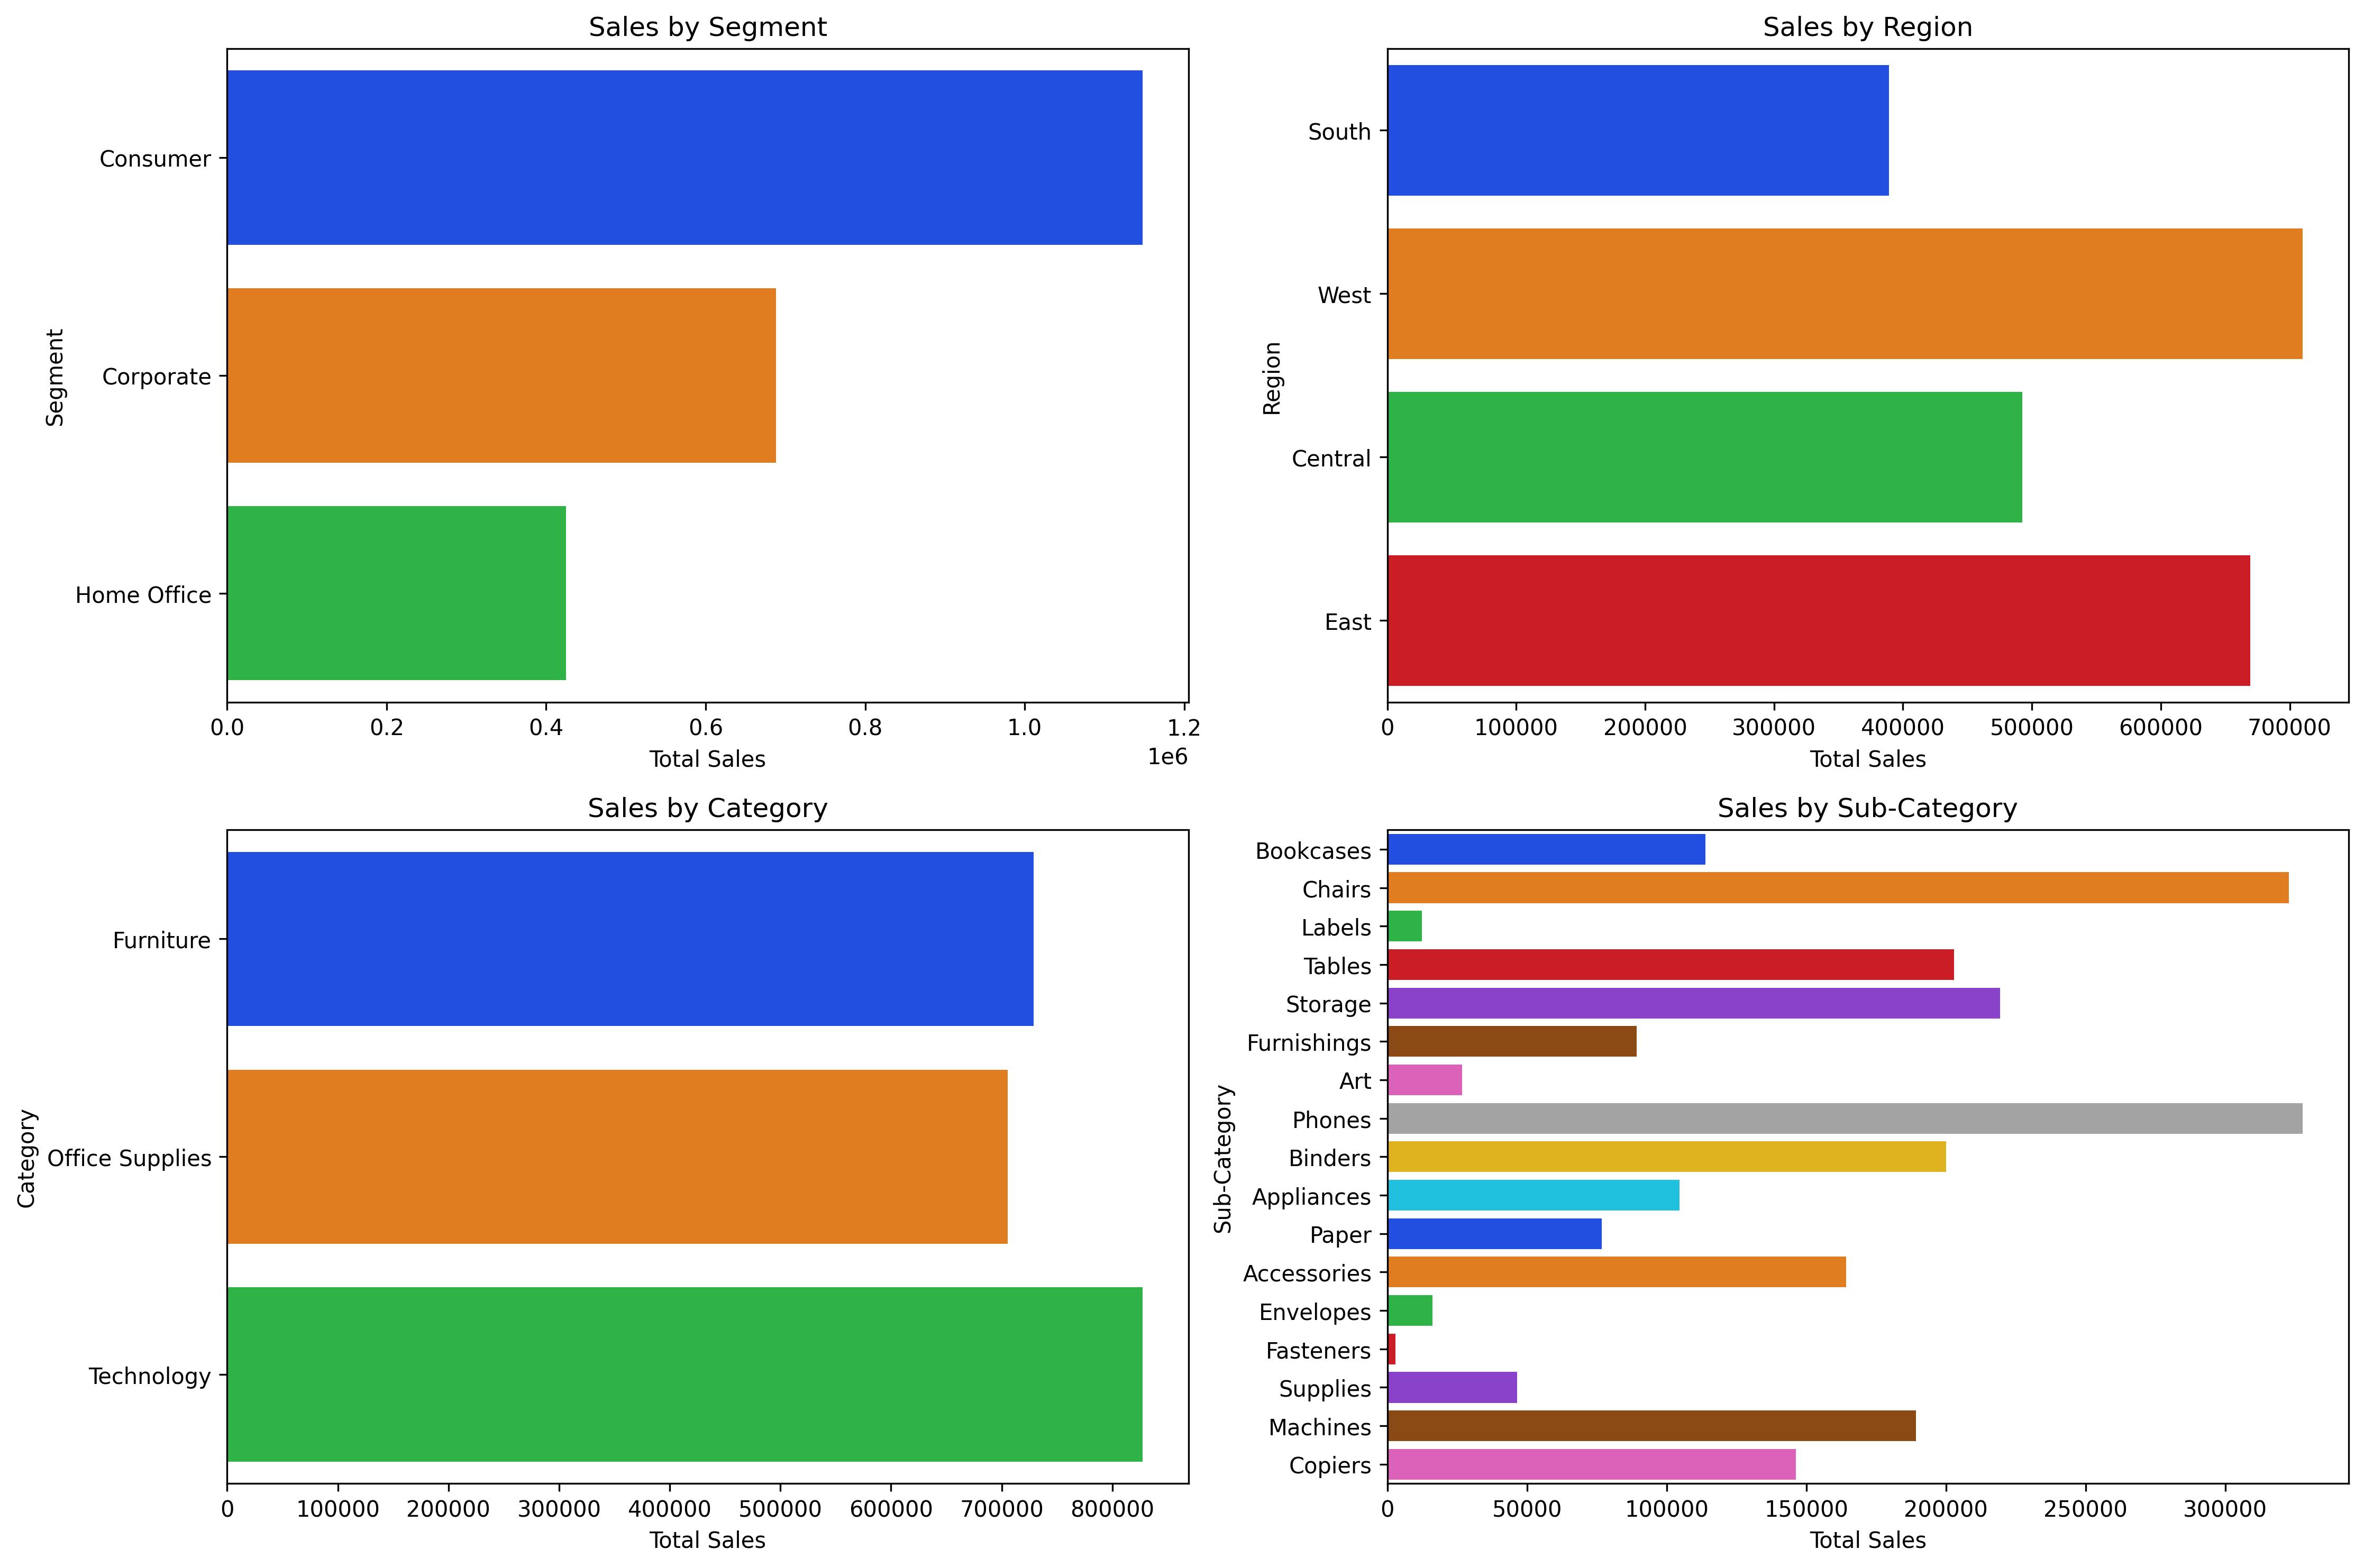 Sales by Segment
Segment
Consumer
Corporate
Home Office
0.0 0.2 0.4 0.6 0.8 1.0 1.2
1e6
Total Sales
Sales by Region
Region
South
West
Central
East
0 100000 200000 300000 400000 500000 600000 700000
Total Sales
Sales by Category
Category
Furniture
Office Supplies
Technology
0 100000 200000 300000 400000 500000 600000 700000 800000
Total Sales
Sales by Sub-Category
Sub-Category
Bookcases
Chairs
Labels
Tables
Storage
Furnishings
Art
Phones
Binders
Appliances
Paper
Accessories
Envelopes
Fasteners
Supplies
Machines
Copiers
0 50000 100000 150000 200000 250000 300000
Total Sales